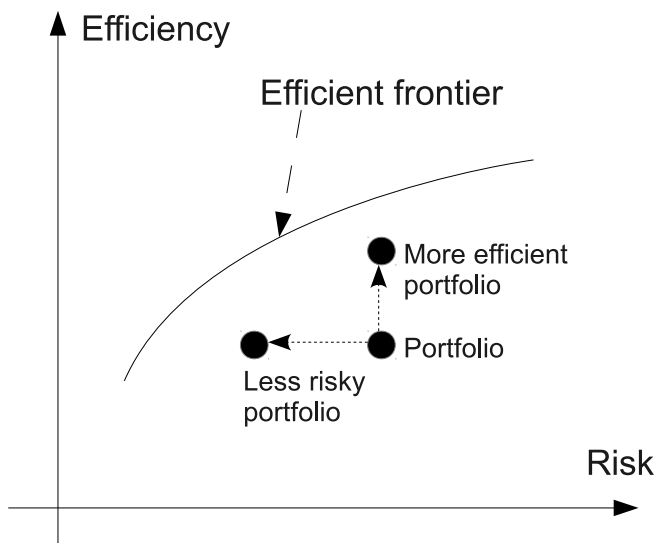 Efficiency
Efficient frontier
More efficient
portfolio
Portfolio
Less risky
portfolio
Risk